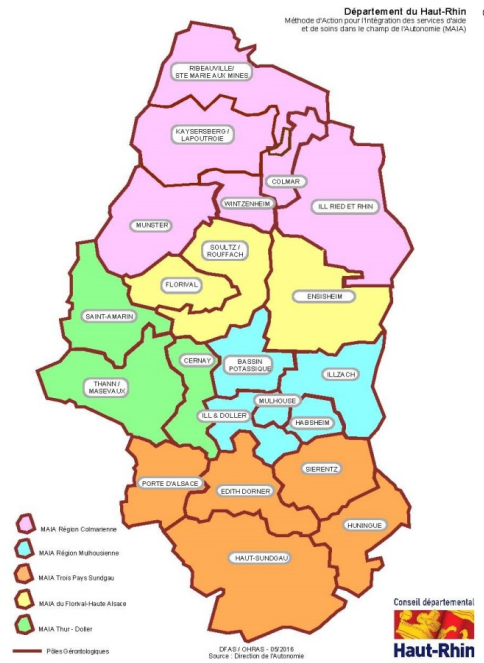 Département du Haut-Rhin
Méthode d'Action pour l'Intégration des services d'aide
et de soins dans le champ de l'Autonomie (MAIA)
RIBEAUVILLE/
STE MARIE AUX MINES
KAYSERSBERG /
LAPOUTROIE
COLMAR
WINTZENHEIM
ILL RIED ET RHIN
MUNSTER
SOULTZ /
ROUFFACH
FLORIVAL
ENSISHEIM
SAINT-AMARIN
CERNAY
BASSIN
POTASSIQUE
ILLZACH
THANN /
MASEVAUX
MULHOUSE
ILL & DOLLER
HABSHEIM
SIERENTZ
PORTE D'ALSACE
EDITH DORNER
HUNINGUE
HAUT-SUNDGAU
MAIA Région Colmarienne
MAIA Région Mulhousienne
MAIA Trois Pays Sundgau
MAIA du Florival-Haute Alsace
MAIA Thur - Doller
Pôles Gérontologiques
DFAS / OHRAS - 05/2016
Source : Direction de l'Autonomie
Conseil départemental
Haut-Rhin